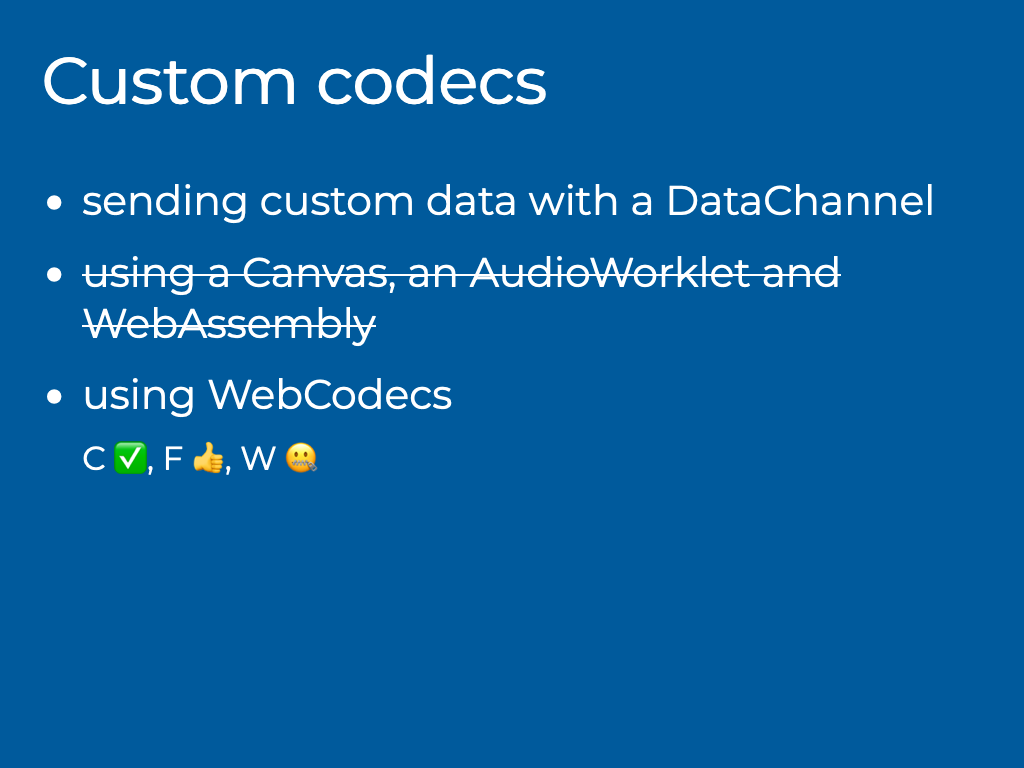 Custom codecs
• sending custom data with a DataChannel
• using a Canvas, an AudioWorklet and
WebAssembly
• using WebCodecs
C ✅, F 👍, W 🤐